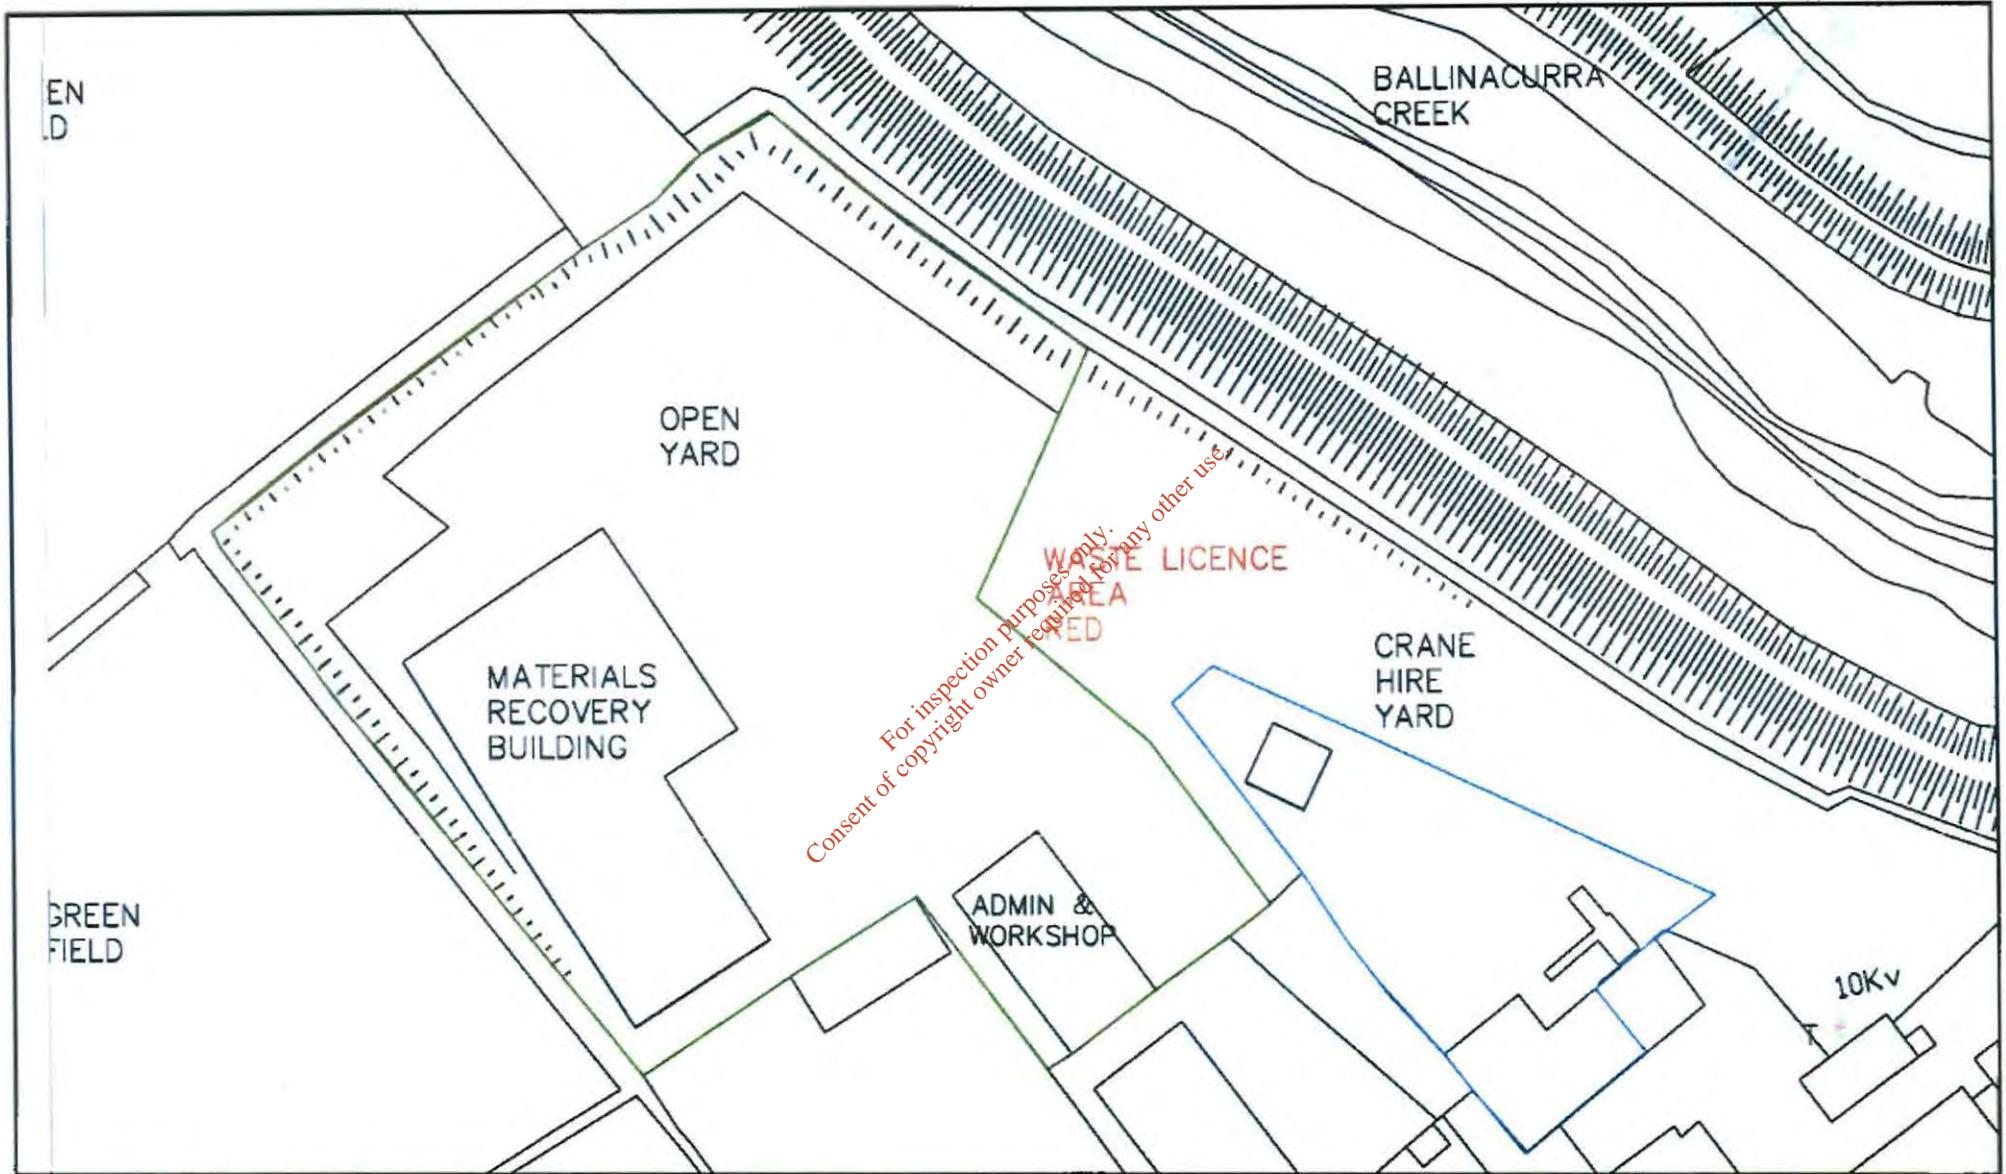 EN
LD
BALLINACURRA
CREEK
OPEN
YARD
WASTE LICENCE
AREA
RED
For inspection purposes only.
Consent of copyright owner required for any other use.
CRANE
HIRE
YARD
MATERIALS
RECOVERY
BUILDING
ADMIN &
WORKSHOP
GREEN
FIELD
10Kv
T